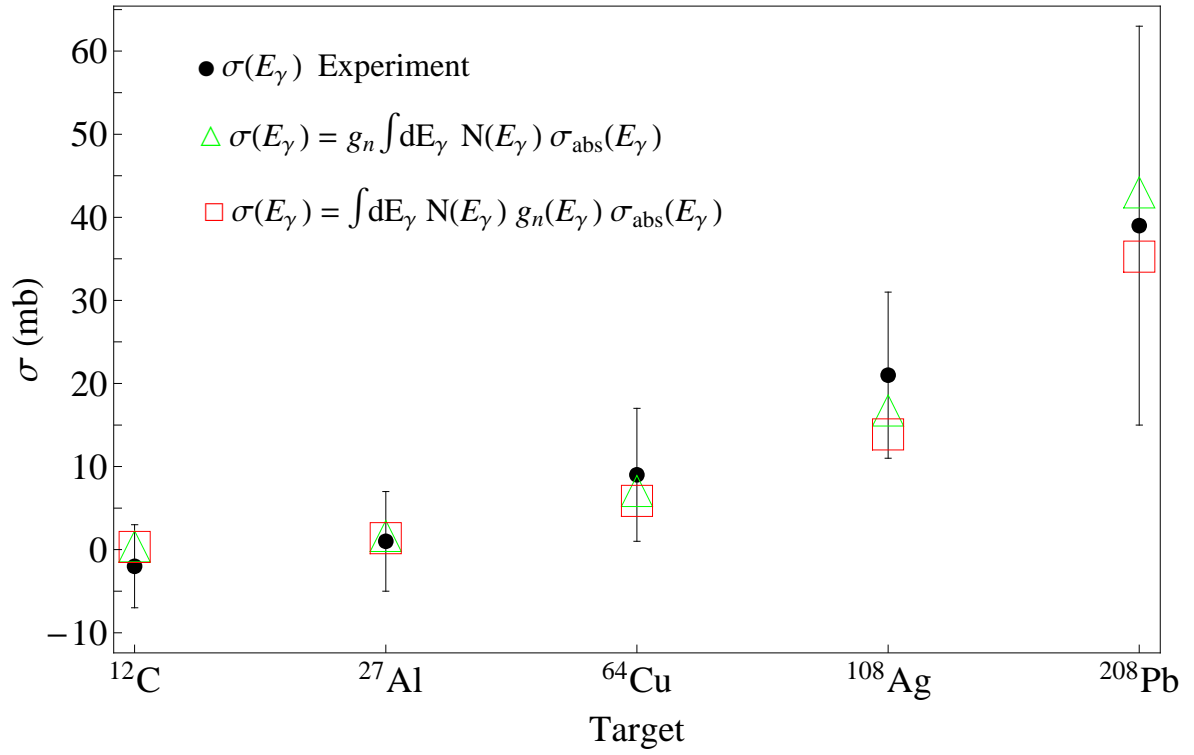 σ(Eγ) Experiment
σ(Eγ) = gn ∫dEγ N(Eγ) σabs(Eγ)
σ(Eγ) = ∫dEγ N(Eγ) gn(Eγ) σabs(Eγ)
60
50
40
30
20
10
0
−10
σ (mb)
¹²C ²⁷Al ⁶⁴Cu ¹⁰⁸Ag ²⁰⁸Pb
Target